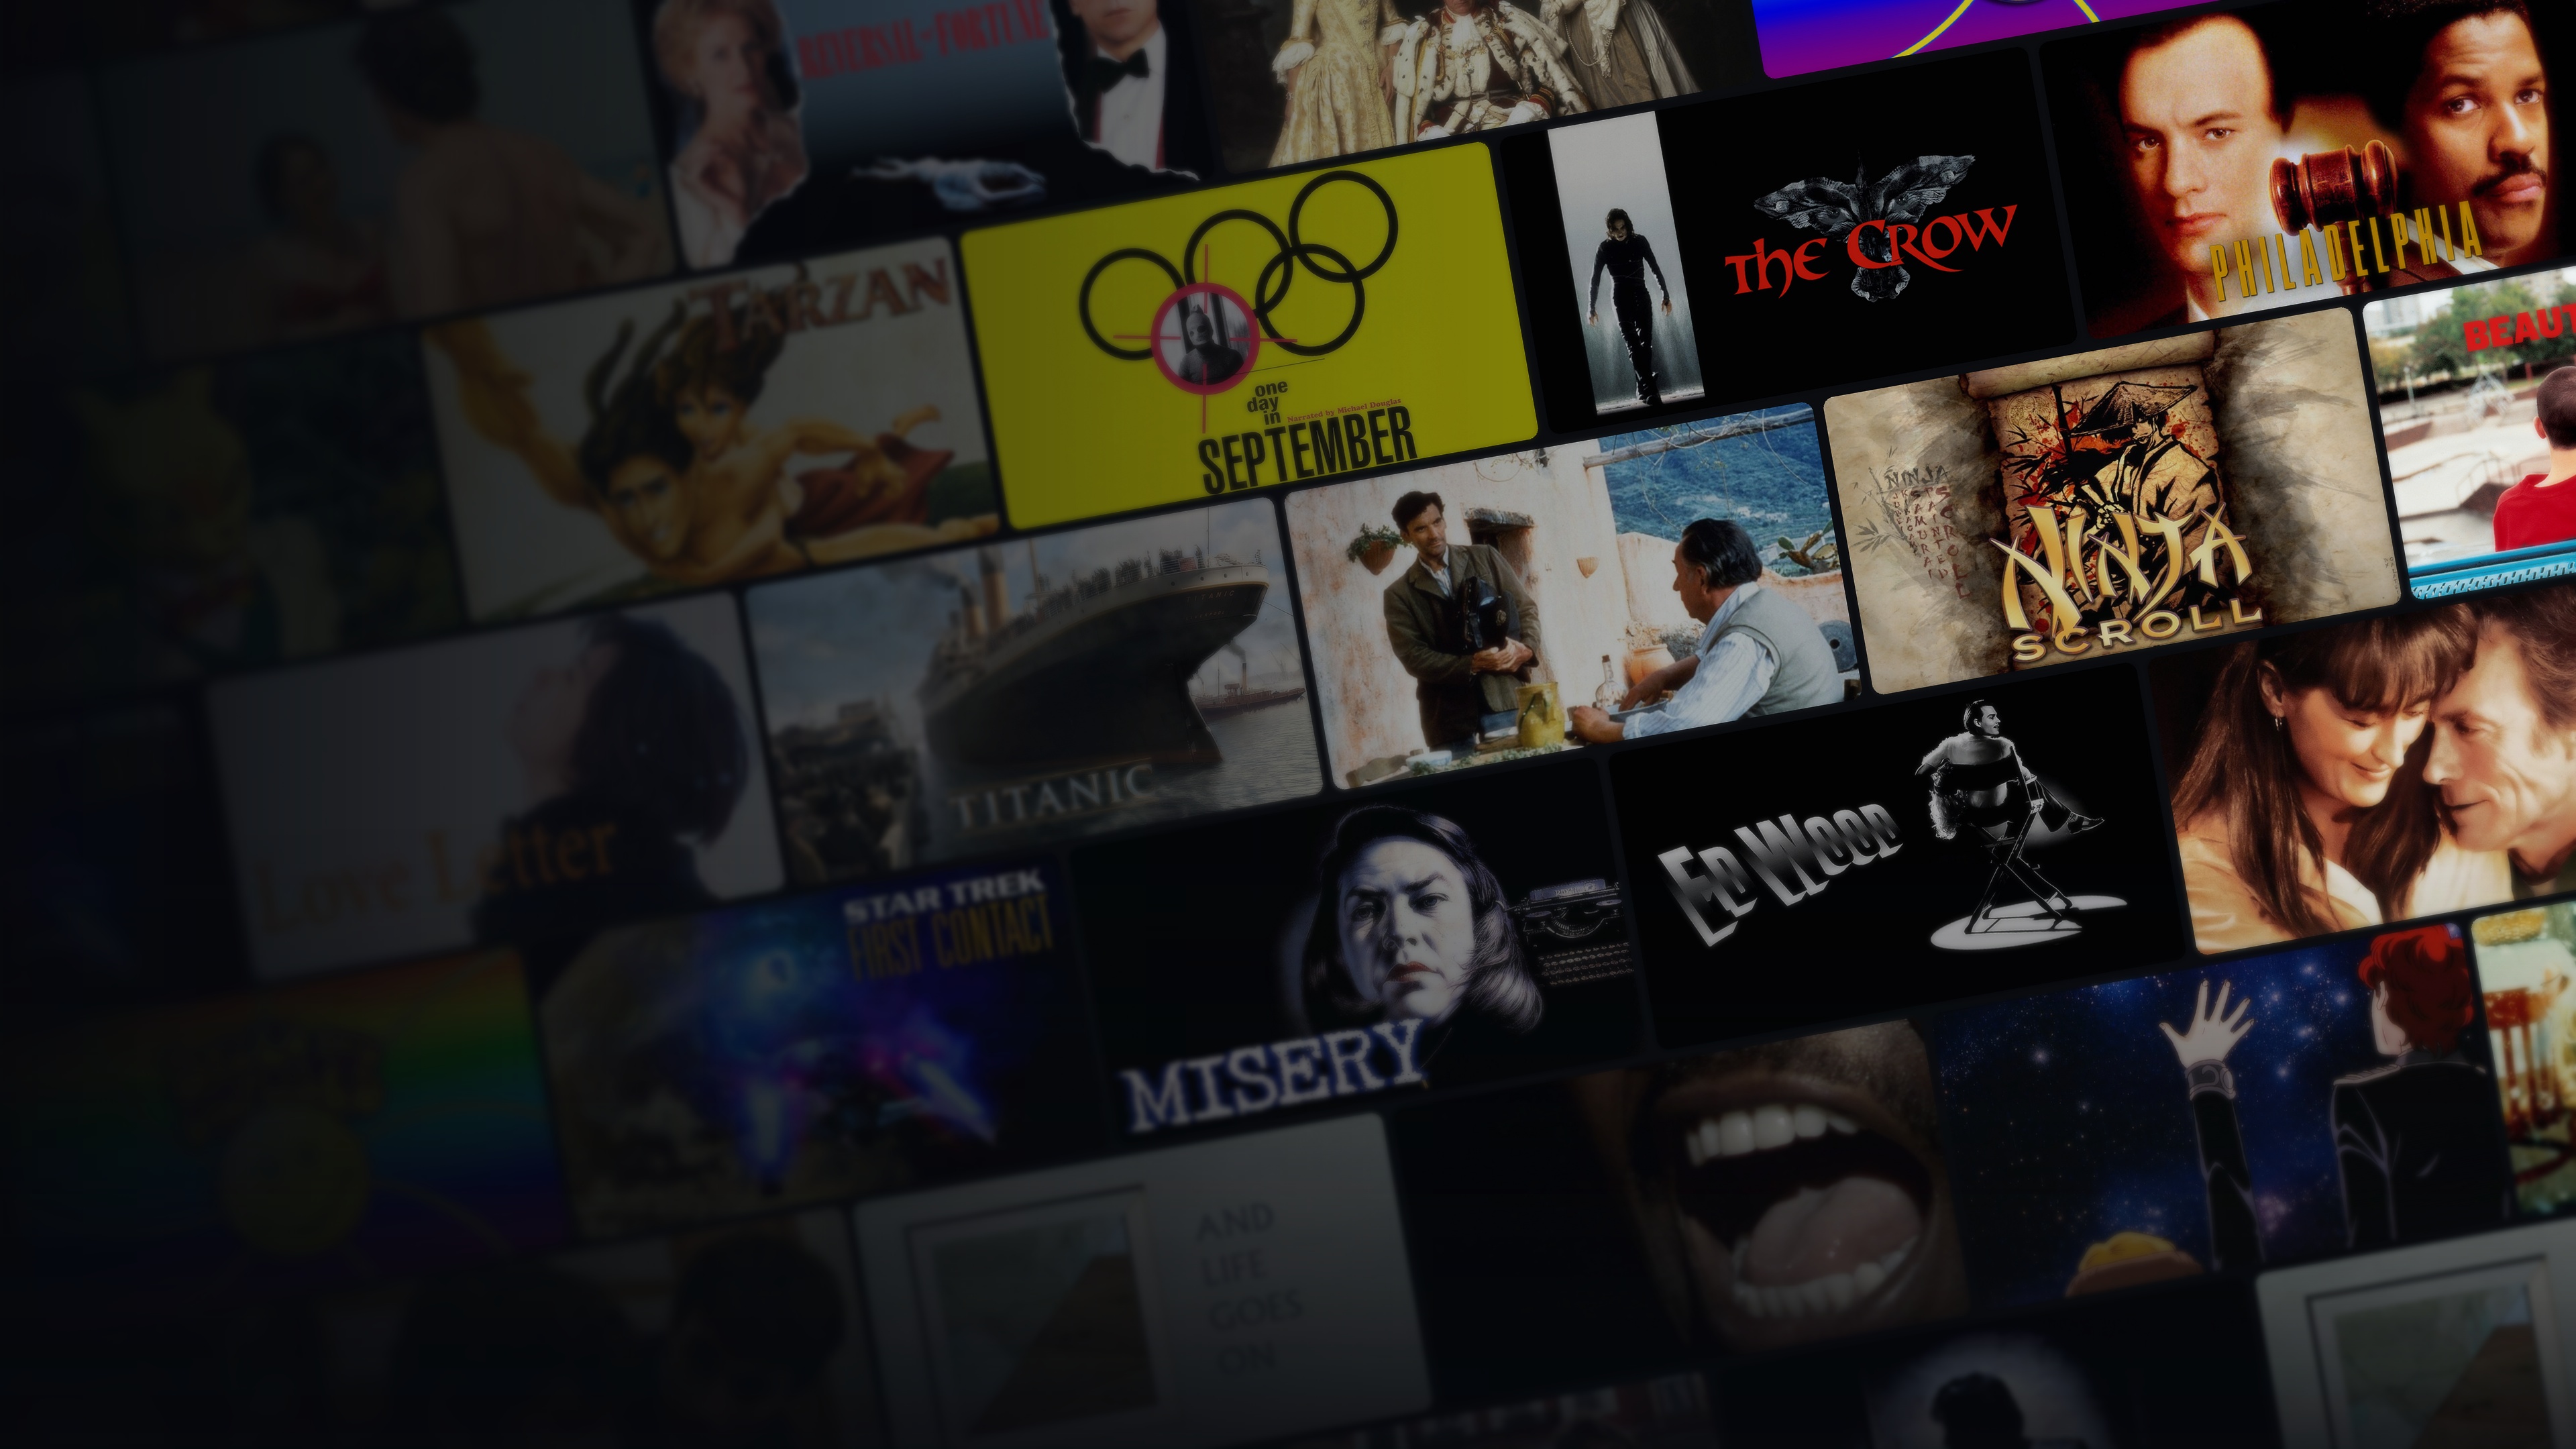 REVERSAL of FORTUNE
PHILADELPHIA
THE CROW
TARZAN
one
day
in
Narrated by Michael Douglas
SEPTEMBER
BEAUT
NINJA
SCROLL
TITANIC
Love Letter
STAR TREK
FIRST CONTACT
ED WOOD
MISERY
AND
LIFE
GOES
ON